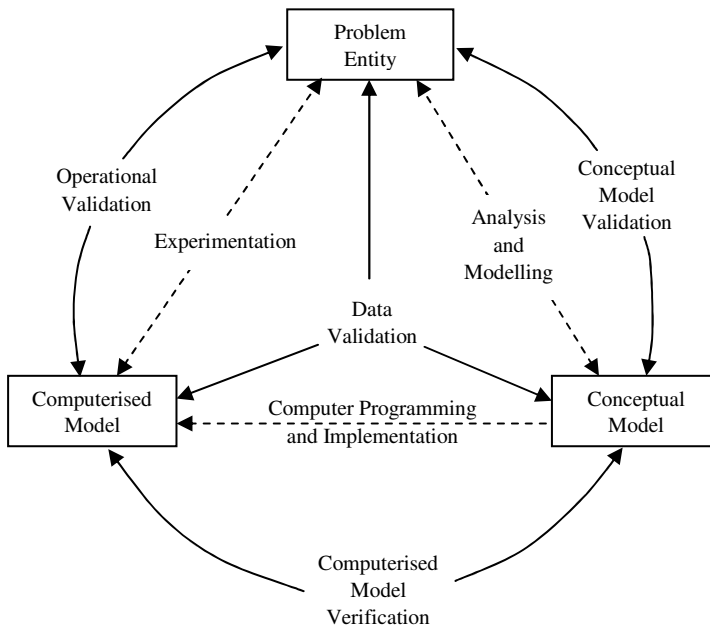 Problem
Entity
Operational
Validation
Conceptual
Model
Validation
Experimentation
Analysis
and
Modelling
Data
Validation
Computerised
Model
Computer Programming
and Implementation
Conceptual
Model
Computerised
Model
Verification